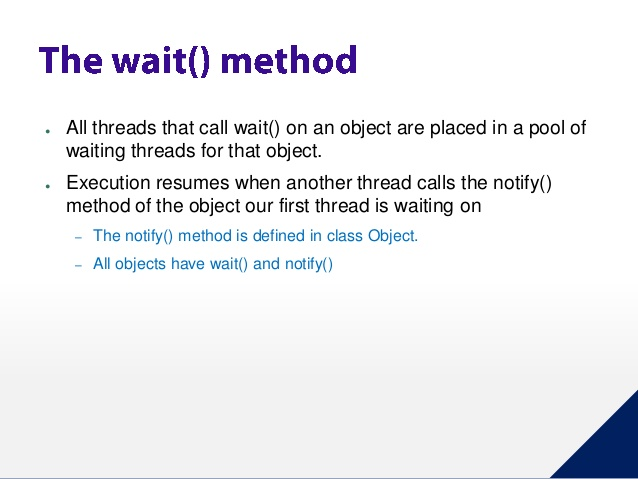 The wait() method
● All threads that call wait() on an object are placed in a pool of
waiting threads for that object.
● Execution resumes when another thread calls the notify()
method of the object our first thread is waiting on
– The notify() method is defined in class Object.
– All objects have wait() and notify()